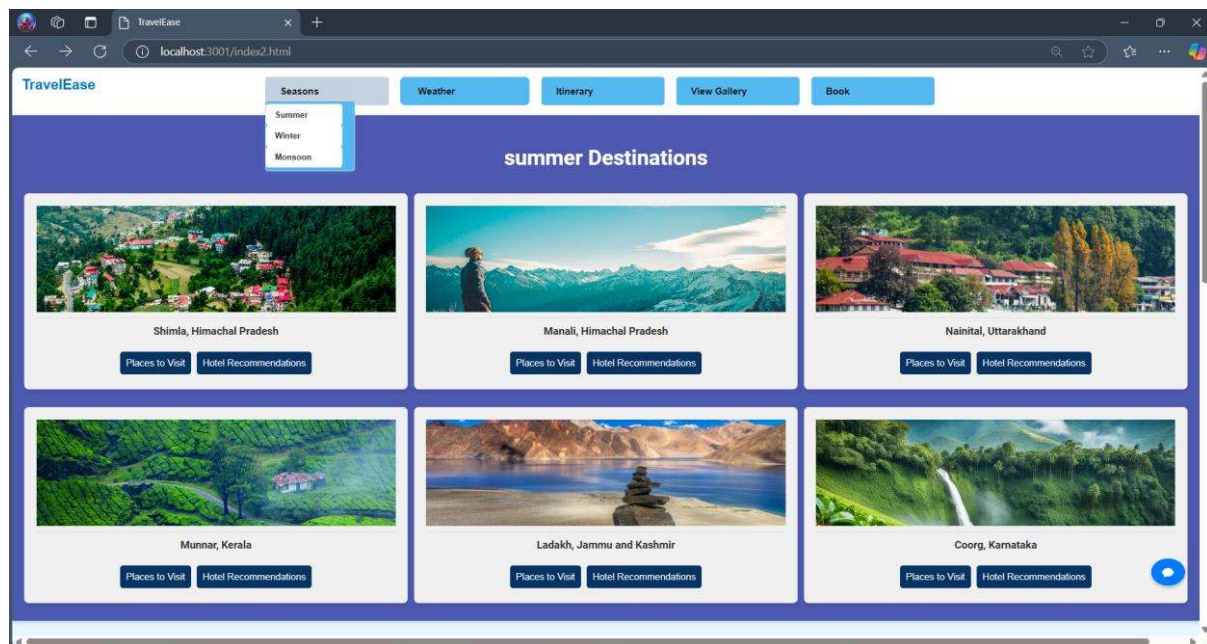 TravelEase
localhost:3001/index2.html
TravelEase
Seasons
Weather
Itinerary
View Gallery
Book
Summer
Winter
Monsoon
summer Destinations
Shimla, Himachal Pradesh
Places to Visit Hotel Recommendations
Manali, Himachal Pradesh
Places to Visit Hotel Recommendations
Nainital, Uttarakhand
Places to Visit Hotel Recommendations
Munnar, Kerala
Places to Visit Hotel Recommendations
Ladakh, Jammu and Kashmir
Places to Visit Hotel Recommendations
Coorg, Karnataka
Places to Visit Hotel Recommendations